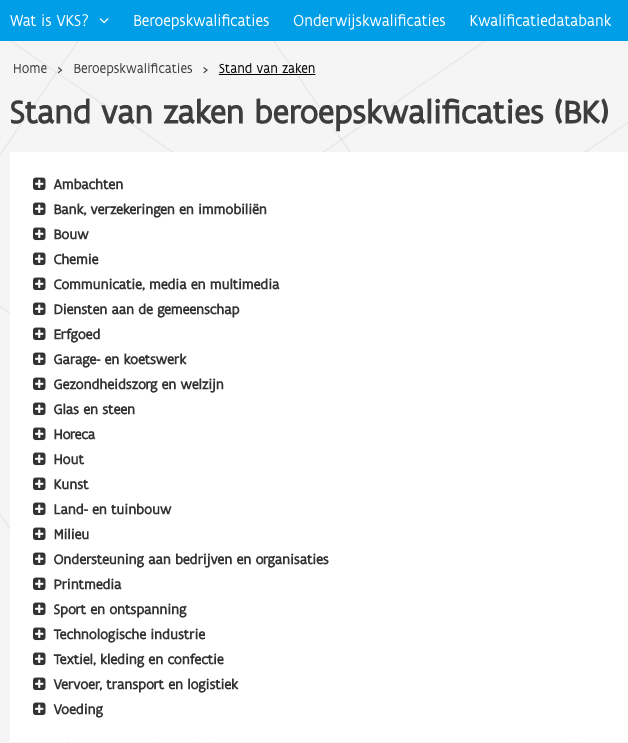 Wat is VKS? Beroepskwalificaties Onderwijskwalificaties Kwalificatiedatabank
Home > Beroepskwalificaties > Stand van zaken
Stand van zaken beroepskwalificaties (BK)
Ambachten
Bank, verzekeringen en immobiliën
Bouw
Chemie
Communicatie, media en multimedia
Diensten aan de gemeenschap
Erfgoed
Garage- en koetswerk
Gezondheidszorg en welzijn
Glas en steen
Horeca
Hout
Kunst
Land- en tuinbouw
Milieu
Ondersteuning aan bedrijven en organisaties
Printmedia
Sport en ontspanning
Technologische industrie
Textiel, kleding en confectie
Vervoer, transport en logistiek
Voeding